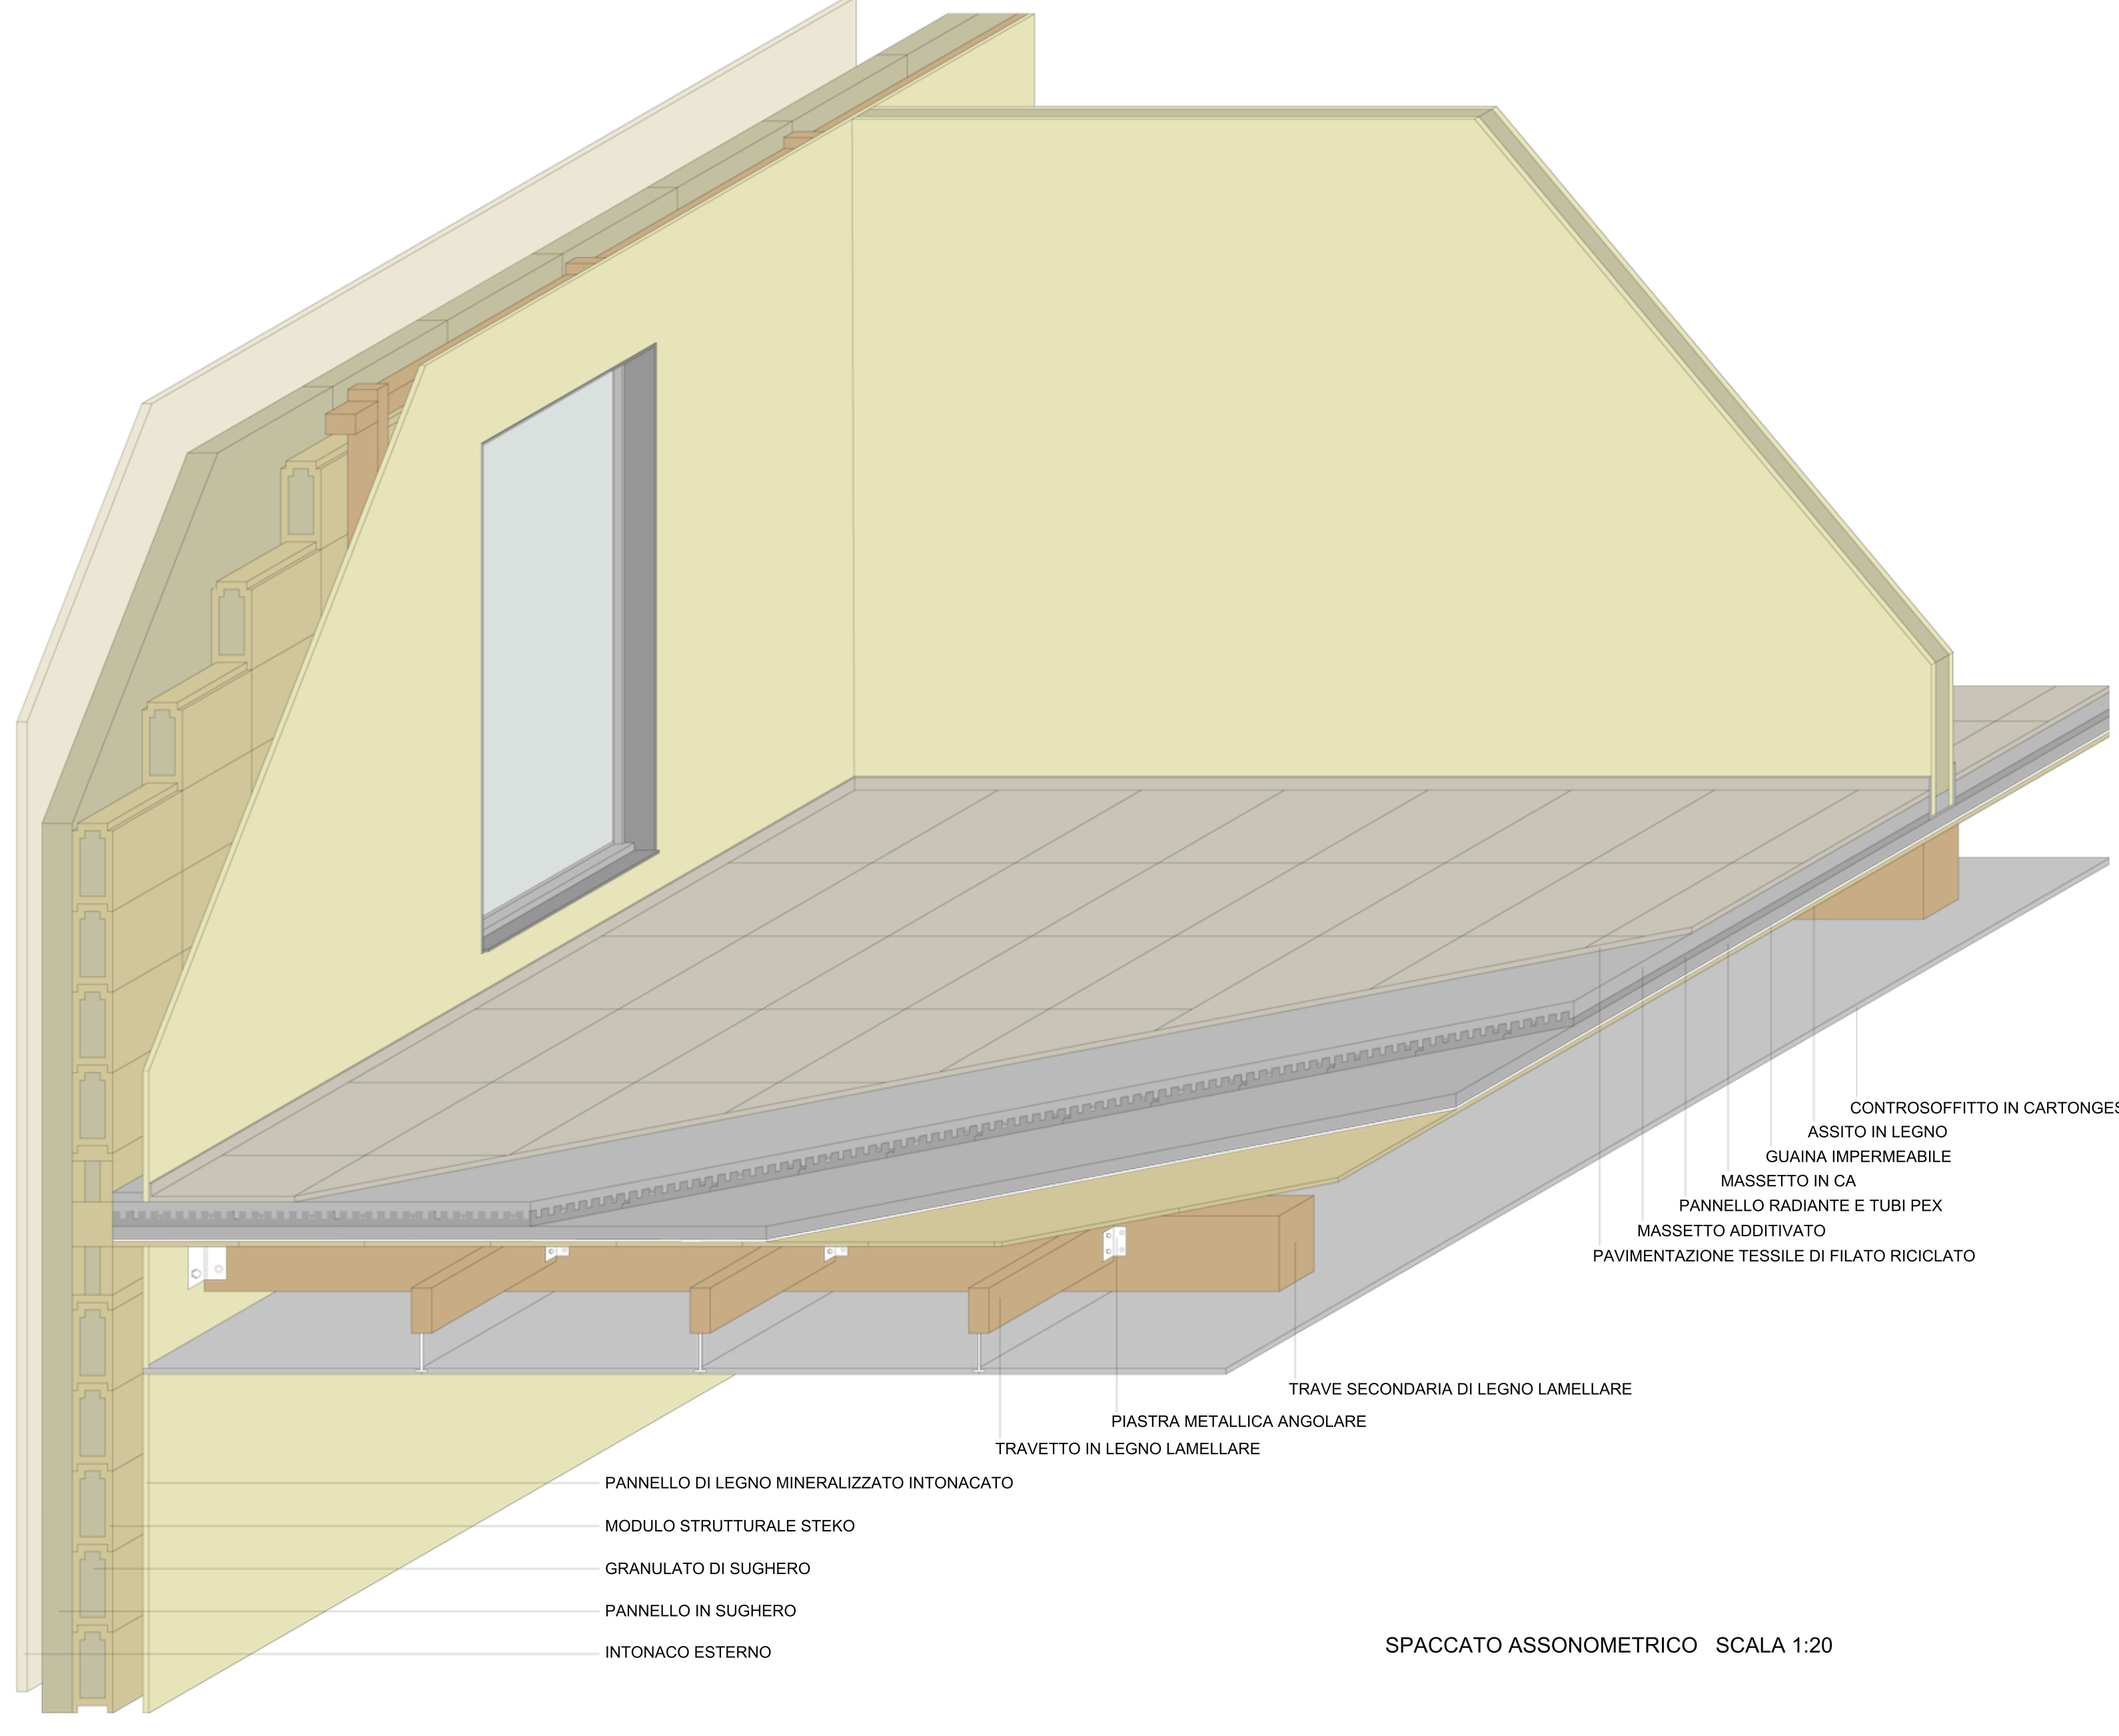 CONTROSOFFITTO IN
ASSITO IN LEGNO
GUAINA IMPERMEABILE
MASSETTO IN CA
PANNELLO RADIANTE E TUBI PEX
MASSETTO ADDITIVATO
PAVIMENTAZIONE TESSILE DI FILATO RICICLATO
TRAVE SECONDARIA DI LEGNO LAMELLARE
PIASTRA METALLICA ANGOLARE
TRAVETTO IN LEGNO LAMELLARE
PANNELLO DI LEGNO MINERALIZZATO INTONACATO
MODULO STRUTTURALE STEKO
GRANULATO DI SUGHERO
PANNELLO IN SUGHERO
INTONACO ESTERNO
SPACCATO ASSONOMETRICO SCALA 1:20